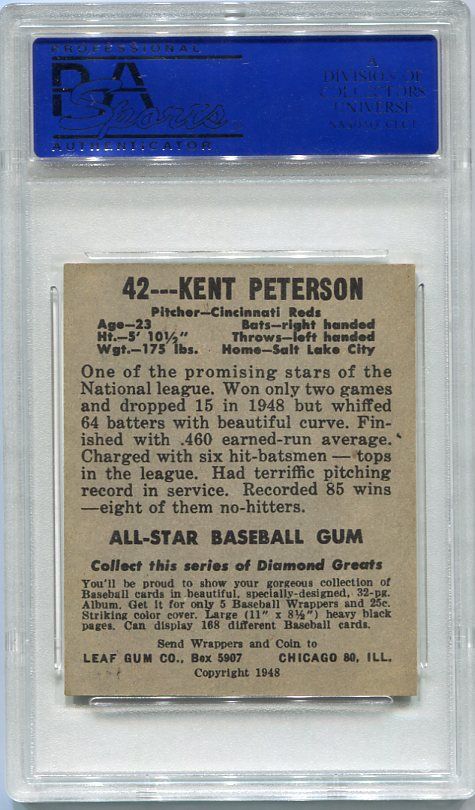 PROFESSIONAL
PSA
Sports
AUTHENTICATOR
A
DIVISION OF
COLLECTORS
UNIVERSE
NASDAQ: CLCT
42---KENT PETERSON
Pitcher—Cincinnati Reds
Age—23 Bats—right handed
Ht.—5' 10½" Throws—left handed
Wgt.—175 lbs. Home—Salt Lake City
One of the promising stars of the
National league. Won only two games
and dropped 15 in 1948 but whiffed
64 batters with beautiful curve. Fin-
ished with .460 earned-run average.
Charged with six hit-batsmen — tops
in the league. Had terriffic pitching
record in service. Recorded 85 wins
—eight of them no-hitters.
ALL-STAR BASEBALL GUM
Collect this series of Diamond Greats
You'll be proud to show your gorgeous collection of
Baseball cards in beautiful, specially-designed, 32-pg.
Album. Get it for only 5 Baseball Wrappers and 25c.
Striking color cover. Large (11" x 8½") heavy black
pages. Can display 168 different Baseball cards.
Send Wrappers and Coin to
LEAF GUM CO., Box 5907 CHICAGO 80, ILL.
Copyright 1948